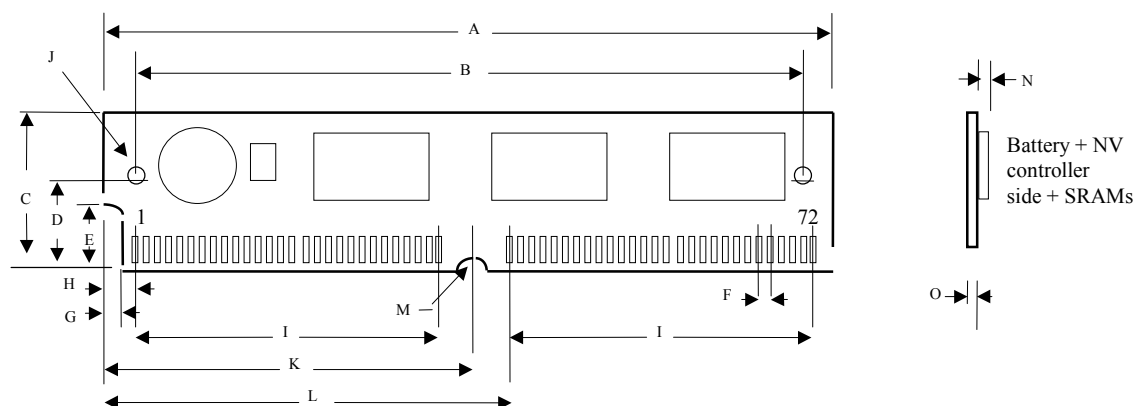 A
J
B
N
Battery + NV
controller
side + SRAMs
C
D
E
1
72
H
G
M
F
O
I
I
K
L